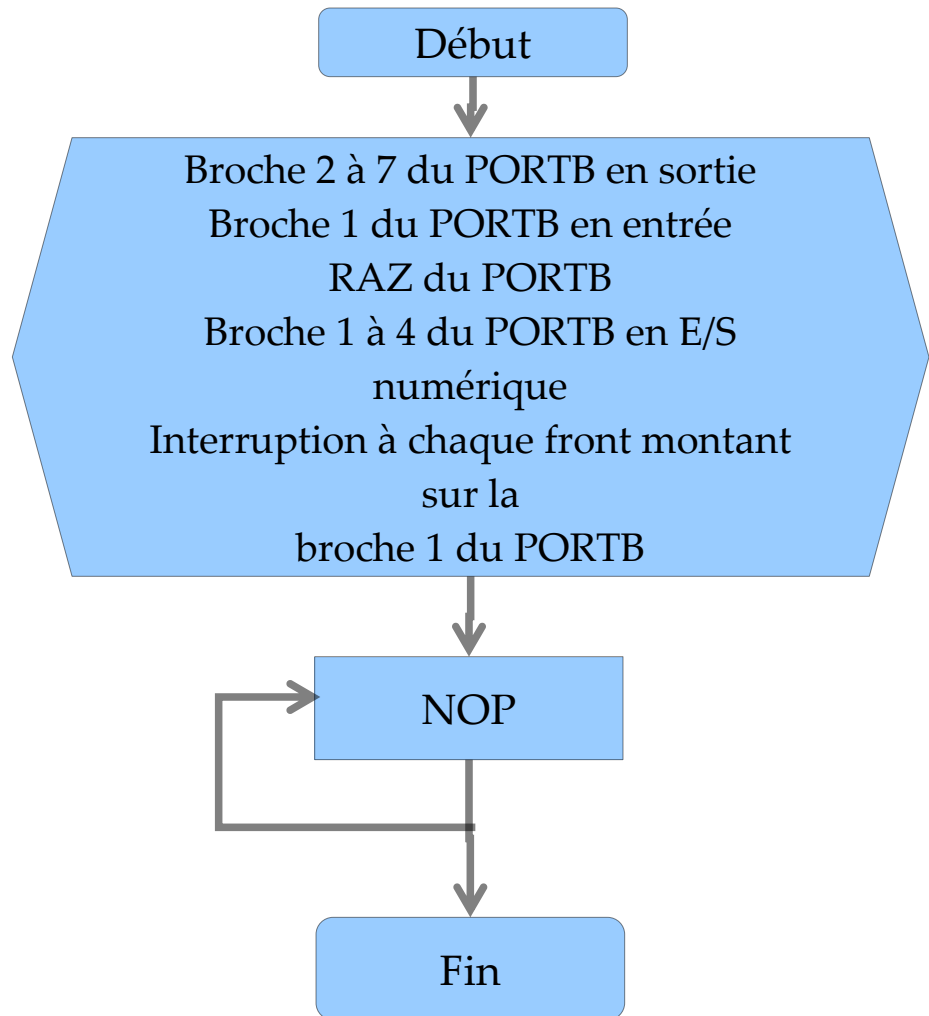 Début
Broche 2 à 7 du PORTB en sortie
Broche 1 du PORTB en entrée
RAZ du PORTB
Broche 1 à 4 du PORTB en E/S
numérique
Interruption à chaque front montant
sur la
broche 1 du PORTB
NOP
Fin